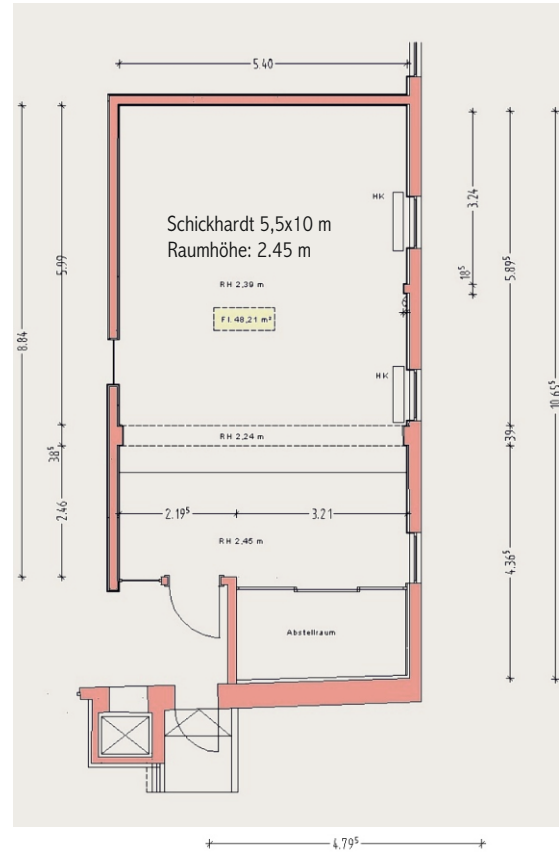 5.40
Schickhardt 5,5x10 m
Raumhöhe: 2.45 m
HK
3.24
18⁵
5.89⁵
10.65⁵
5.99
8.84
RH 2,39 m
Fl. 48,21 m²
HK
RH 2,24 m
39
38⁵
2.46
2.19⁵
3.21
RH 2,45 m
4.36⁵
Abstellraum
4.79⁵